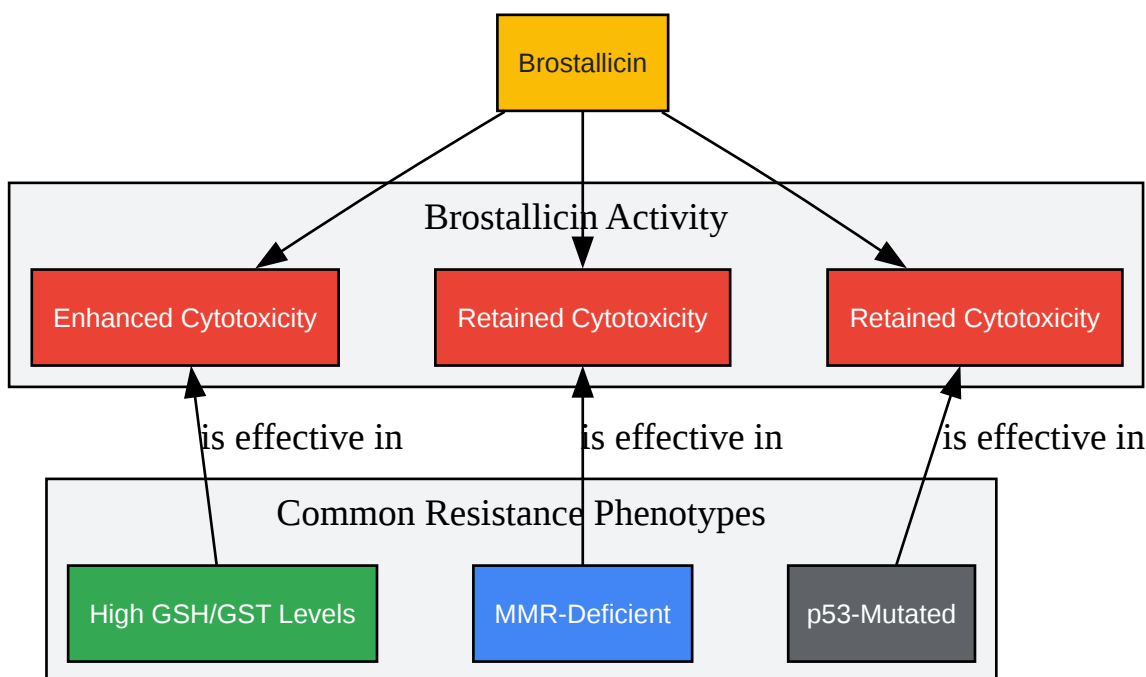 Brostallicin
Brostallicin Activity
Enhanced Cytotoxicity
Retained Cytotoxicity
Retained Cytotoxicity
is effective in
is effective in
is effective in
Common Resistance Phenotypes
High GSH/GST Levels
MMR-Deficient
p53-Mutated